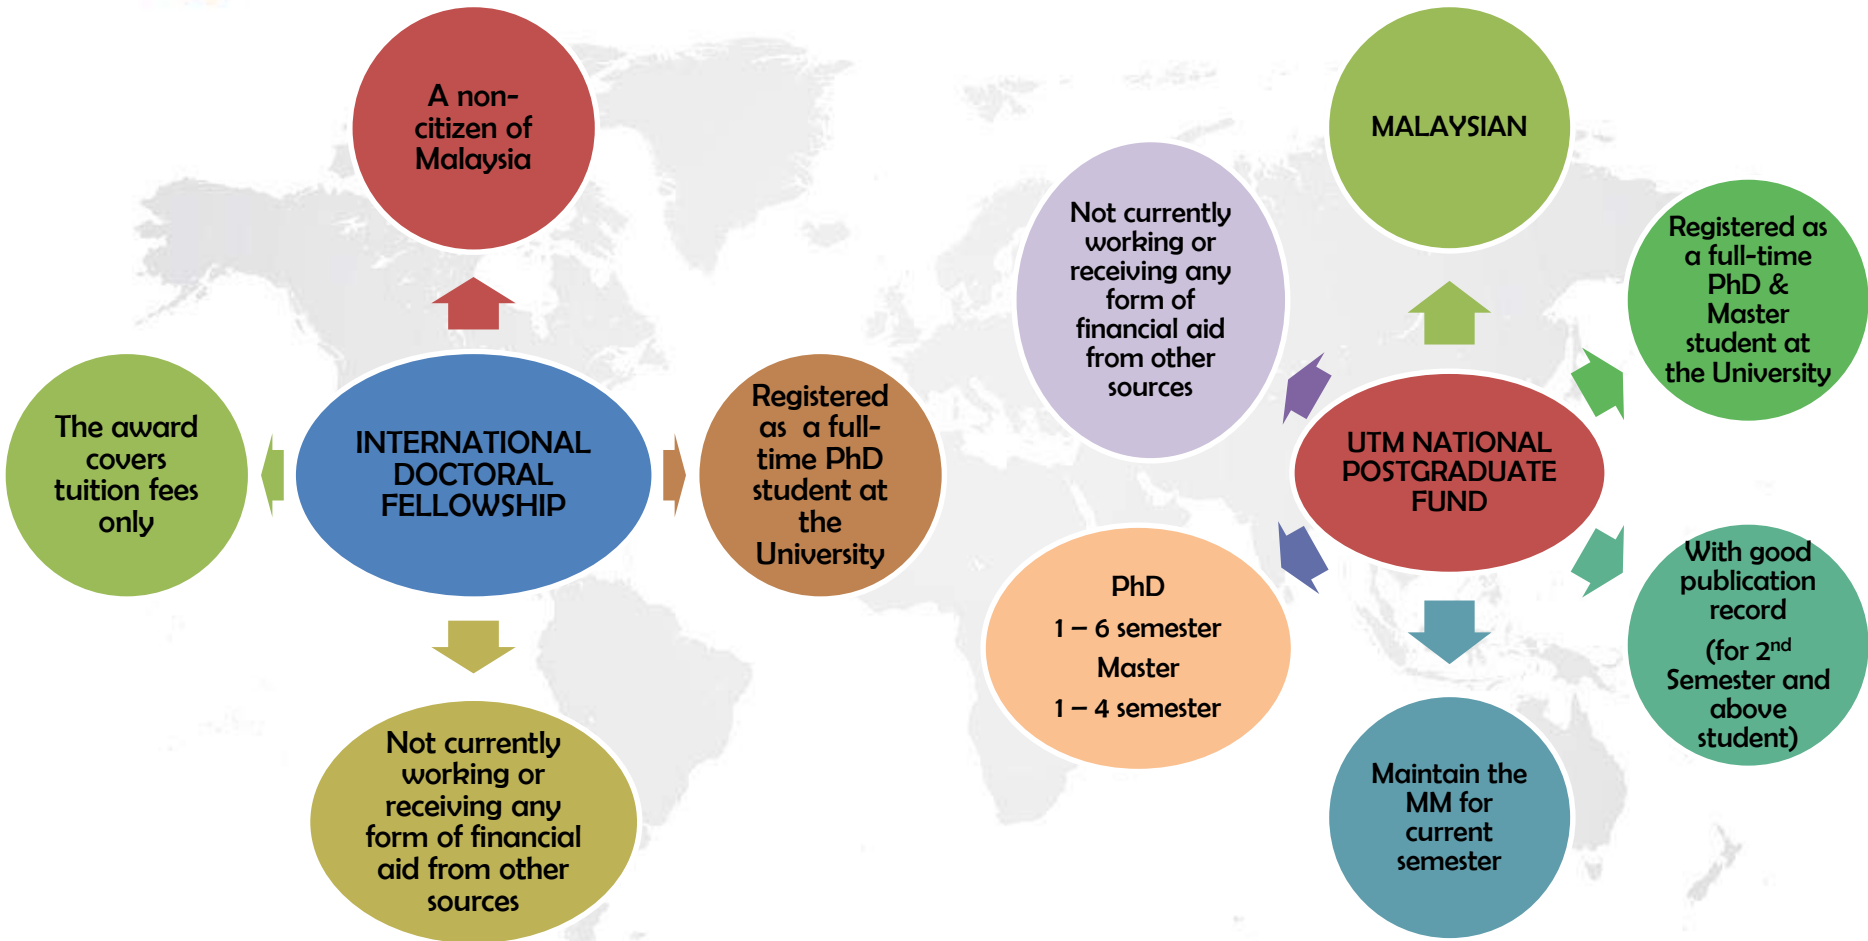 A non-
citizen of
Malaysia
The award
covers
tuition fees
only
INTERNATIONAL
DOCTORAL
FELLOWSHIP
Registered
as a full-
time PhD
student at
the
University
Not currently
working or
receiving any
form of financial
aid from other
sources
MALAYSIAN
Not currently
working or
receiving any
form of
financial aid
from other
sources
Registered as
a full-time
PhD &
Master
student at
the University
UTM NATIONAL
POSTGRADUATE
FUND
PhD
1 – 6 semester
Master
1 – 4 semester
With good
publication
record
(for 2nd
Semester and
above
student)
Maintain the
MM for
current
semester